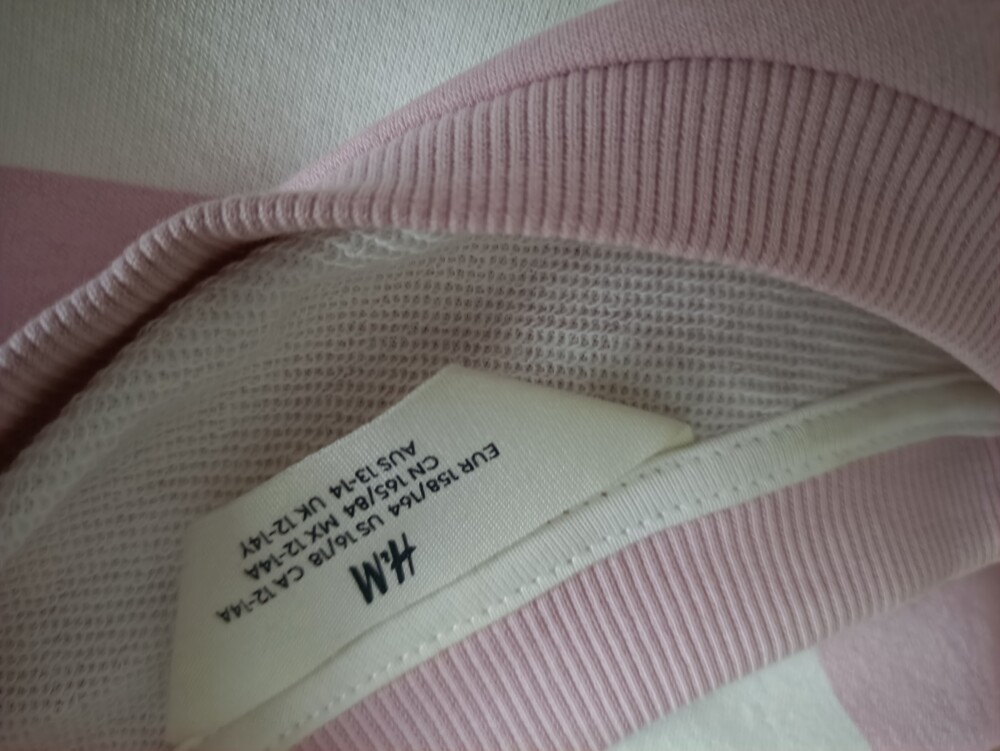 H&M
EUR 158/164 US 16/18 CA 12-14A
CN 165/84 MX 12-14A
AUS 13-14 UK 12-14Y